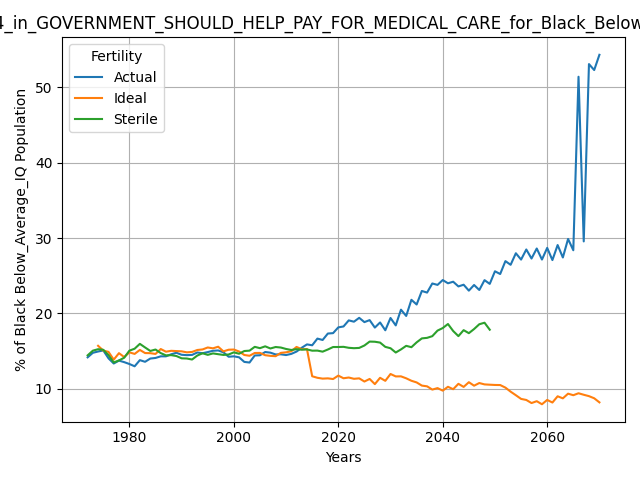 4_in_GOVERNMENT_SHOULD_HELP_PAY_FOR_MEDICAL_CARE_for_Black_Below
Fertility
Actual
Ideal
Sterile
% of Black Below_Average_IQ Population
50
40
30
20
10
1980
2000
2020
2040
2060
Years